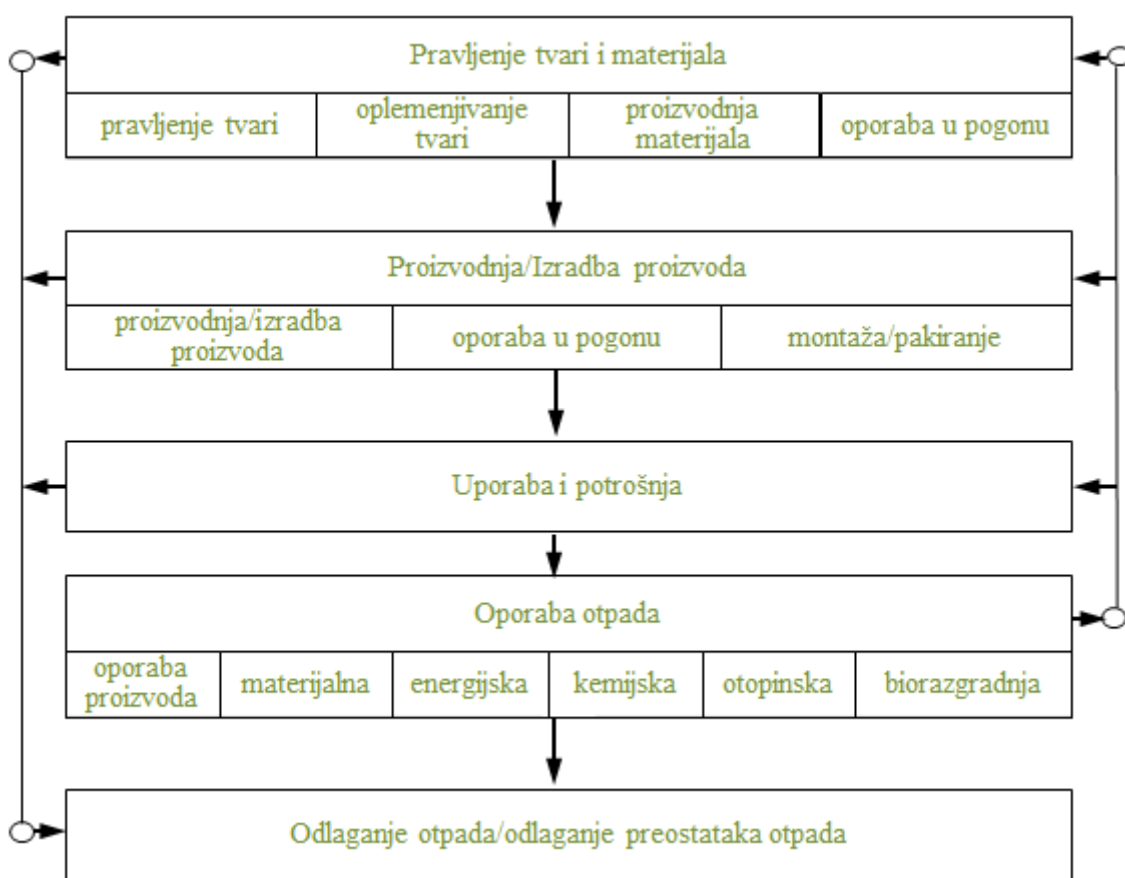 Pravljenje tvari i materijala
pravljenje tvari
oplemenjivanje
tvari
proizvodnja
materijala
oporaba u pogonu
Proizvodnja/Izradba proizvoda
proizvodnja/izradba
proizvoda
oporaba u pogonu
montaža/pakiranje
Uporaba i potrošnja
Oporaba otpada
oporaba
proizvoda
materijalna
energijska
kemijska
otopinska
biorazgradnja
Odlaganje otpada/odlaganje preostataka otpada